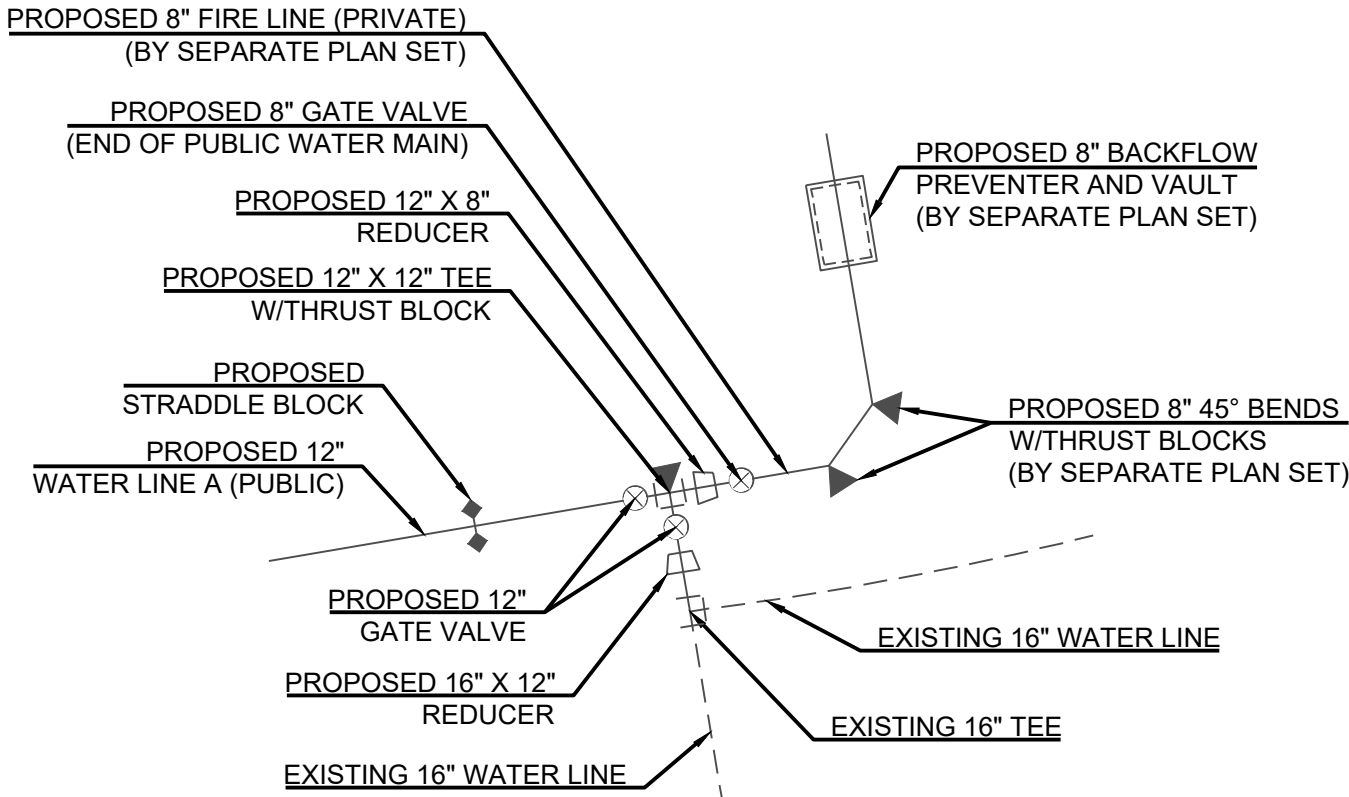 PROPOSED 8" FIRE LINE (PRIVATE)
(BY SEPARATE PLAN SET)
PROPOSED 8" GATE VALVE
(END OF PUBLIC WATER MAIN)
PROPOSED 12" X 8"
REDUCER
PROPOSED 12" X 12" TEE
W/THRUST BLOCK
PROPOSED
STRADDLE BLOCK
PROPOSED 12"
WATER LINE A (PUBLIC)
PROPOSED 12"
GATE VALVE
PROPOSED 16" X 12"
REDUCER
EXISTING 16" WATER LINE
PROPOSED 8" BACKFLOW
PREVENTER AND VAULT
(BY SEPARATE PLAN SET)
PROPOSED 8" 45° BENDS
W/THRUST BLOCKS
(BY SEPARATE PLAN SET)
EXISTING 16" WATER LINE
EXISTING 16" TEE